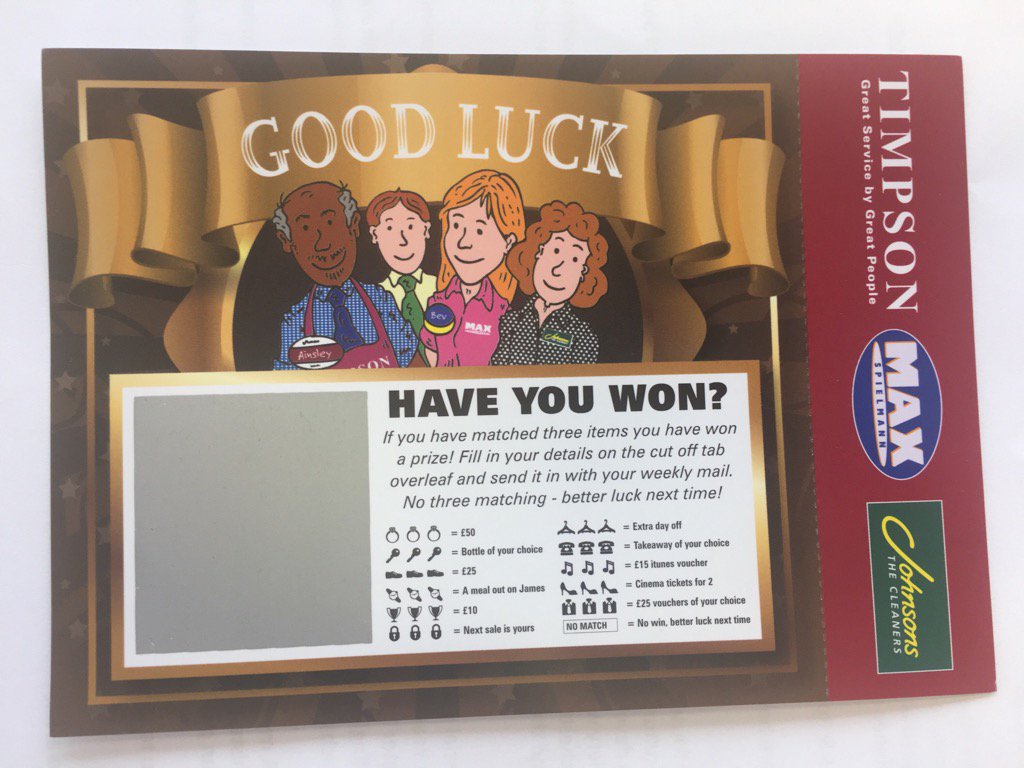 GOOD LUCK
Ainsley
Bev
MAX
Johnsons
HAVE YOU WON?
If you have matched three items you have won
a prize! Fill in your details on the cut off tab
overleaf and send it in with your weekly mail.
No three matching - better luck next time!
= £50
= Bottle of your choice
= £25
= A meal out on James
= £10
= Next sale is yours
= Extra day off
= Takeaway of your choice
= £15 itunes voucher
= Cinema tickets for 2
= £25 vouchers of your choice
NO MATCH = No win, better luck next time
TIMPSON
Great Service by Great People
MAX
SPIELMANN
Johnsons
THE CLEANERS